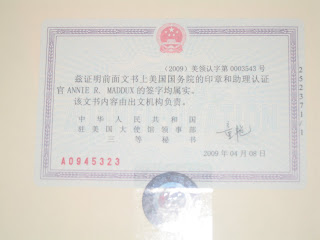 （2009）美领认字第 0003545 号
兹证明前面文书上美国国务院的印章和助理认证
官 ANNIE R. MADDUX 的签字均属实。
该文书内容由出文机构负责。
中华人民共和国
驻美国大使馆领事部
三等秘书
2009 年 04 月 08 日
A0945323